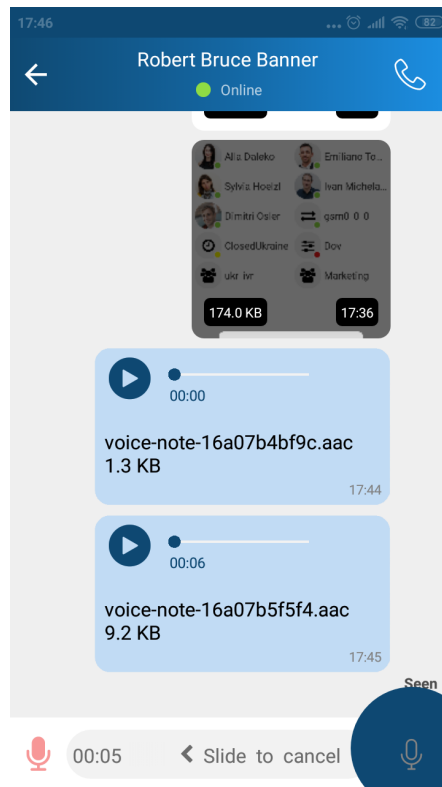 17:46
82
Robert Bruce Banner
Online
Alla Daleko
Emiliano To...
Sylvia Hoelzl
Ivan Michela...
Dimitri Osler
gsm0 0 0
ClosedUkraine
Dov
ukr ivr
Marketing
174.0 KB
17:36
00:00
voice-note-16a07b4bf9c.aac
1.3 KB
17:44
00:06
voice-note-16a07b5f5f4.aac
9.2 KB
17:45
Seen
00:05
Slide to cancel